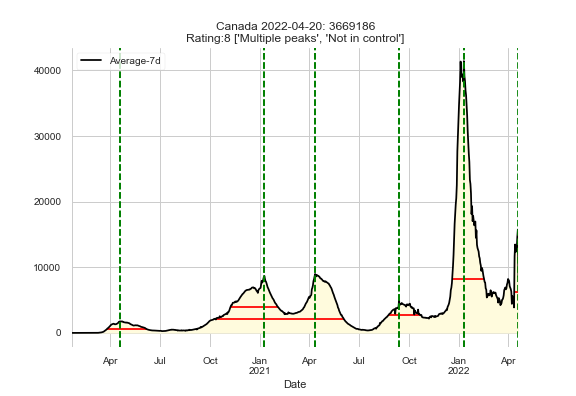 Canada 2022-04-20: 3669186
Rating:8 ['Multiple peaks', 'Not in control']
Average-7d
40000
30000
20000
10000
0
Apr Jul Oct Jan Apr Jul Oct Jan Apr
2021 2022
Date